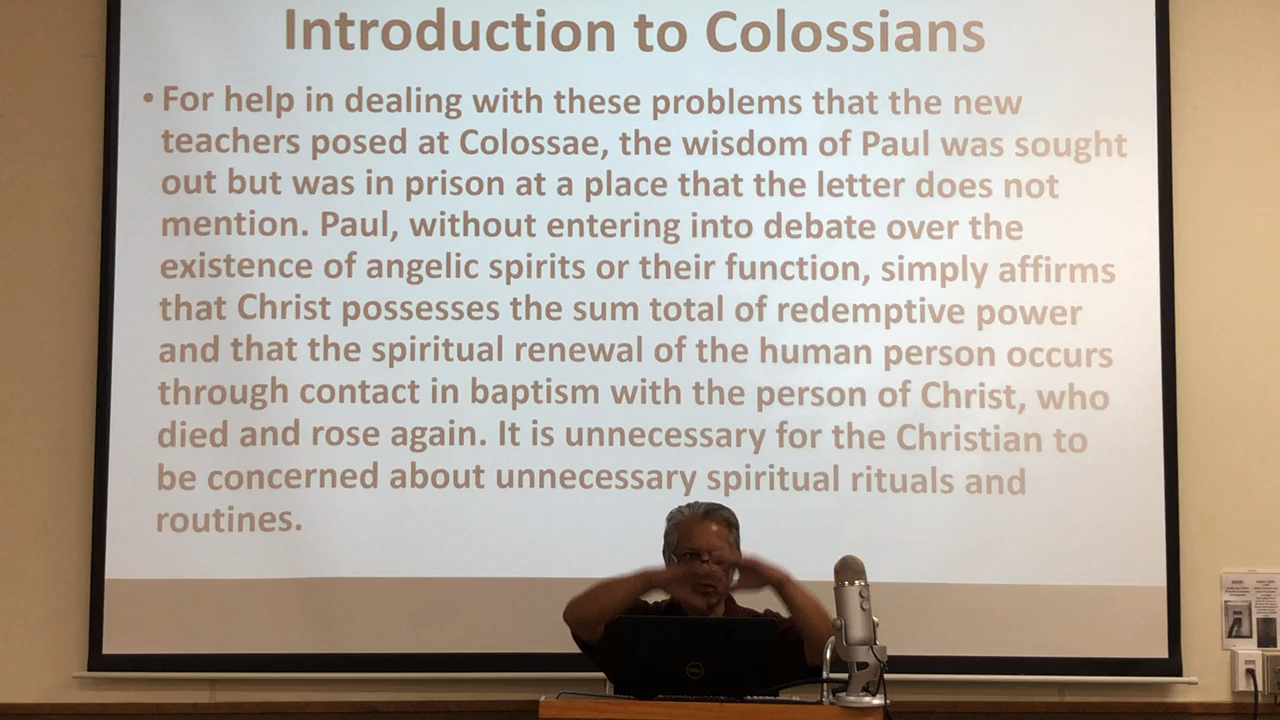 Introduction to Colossians
• For help in dealing with these problems that the new
teachers posed at Colossae, the wisdom of Paul was sought
out but was in prison at a place that the letter does not
mention. Paul, without entering into debate over the
existence of angelic spirits or their function, simply affirms
that Christ possesses the sum total of redemptive power
and that the spiritual renewal of the human person occurs
through contact in baptism with the person of Christ, who
died and rose again. It is unnecessary for the Christian to
be concerned about unnecessary spiritual rituals and
routines.
DELL